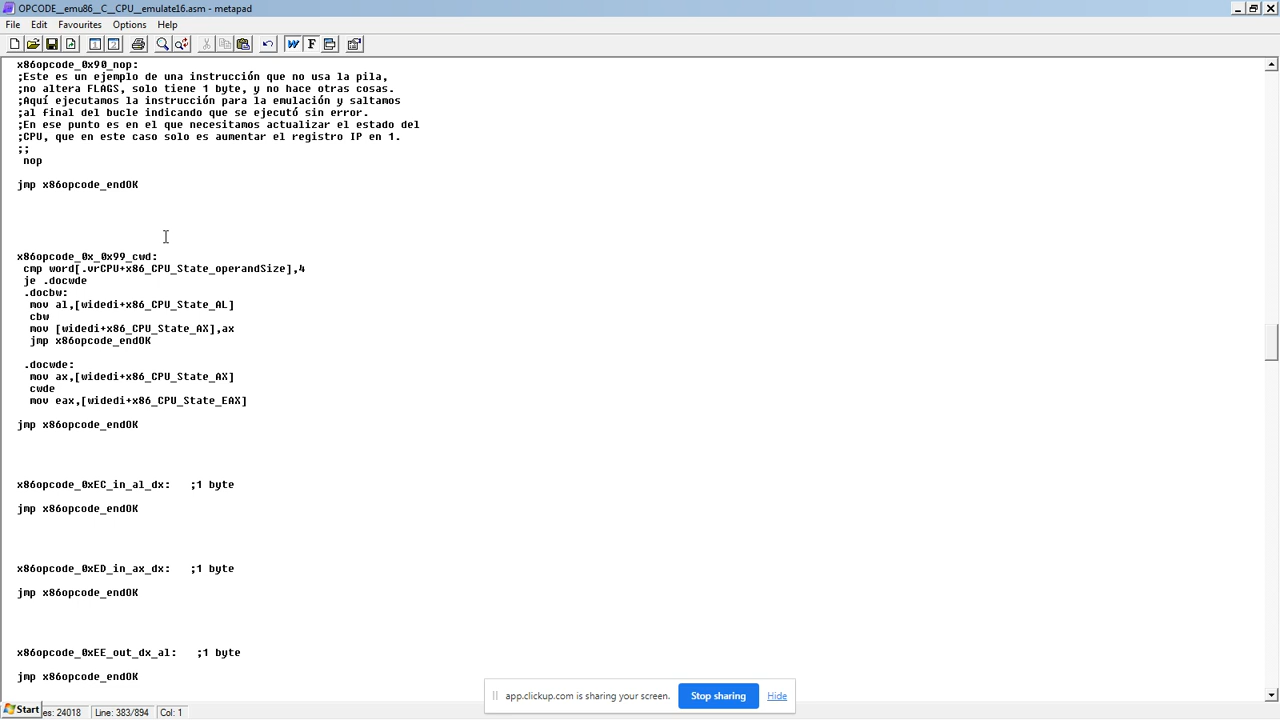 OPCODE__emu86__C__CPU__emulate16.asm - metapad
File Edit Favourites Options Help
x86opcode_0x90_nop:
;Este es un ejemplo de una instrucción que no usa la pila,
;no altera FLAGS, solo tiene 1 byte, y no hace otras cosas.
;Aquí ejecutamos la instrucción para la emulación y saltamos
;al final del bucle indicando que se ejecutó sin error.
;En ese punto es en el que necesitamos actualizar el estado del
;CPU, que en este caso solo es aumentar el registro IP en 1.
;;
nop
jmp x86opcode_endOK
x86opcode_0x_0x99_cwd:
cmp word[.vrCPU+x86_CPU_State_operandSize],4
je .docwde
.docbw:
mov al,[widedi+x86_CPU_State_AL]
cbw
mov [widedi+x86_CPU_State_AX],ax
jmp x86opcode_endOK
.docwde:
mov ax,[widedi+x86_CPU_State_AX]
cwde
mov eax,[widedi+x86_CPU_State_EAX]
jmp x86opcode_endOK
x86opcode_0xEC_in_al_dx: ;1 byte
jmp x86opcode_endOK
x86opcode_0xED_in_ax_dx: ;1 byte
jmp x86opcode_endOK
x86opcode_0xEE_out_dx_al: ;1 byte
jmp x86opcode_endOK
app.clickup.com is sharing your screen. Stop sharing Hide
Start es: 24018 Line: 383/894 Col: 1